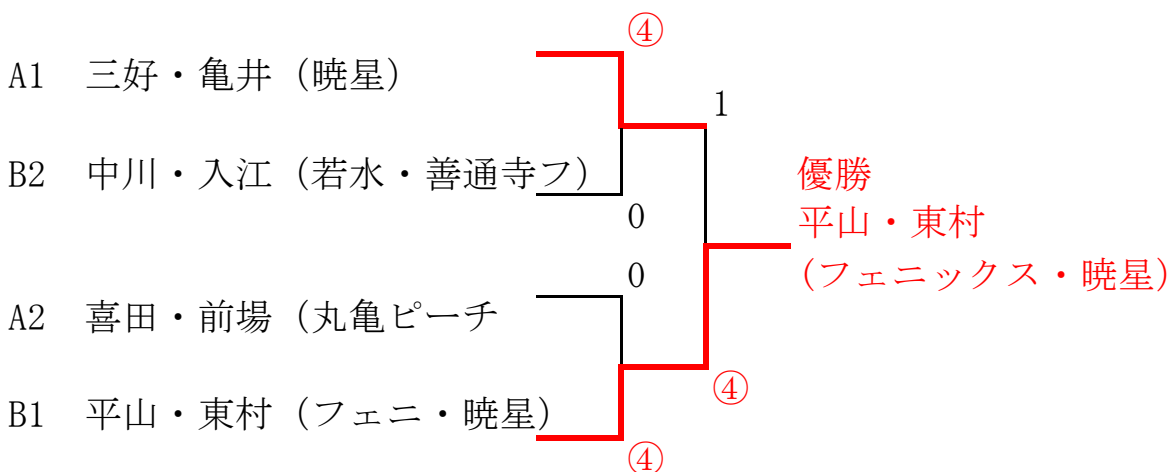 ④
A1 三好・亀井（暁星）
1
B2 中川・入江（若水・善通寺フ）
0
優勝
平山・東村
(フェニックス・暁星)
0
A2 喜田・前場（丸亀ピーチ
④
B1 平山・東村（フェニ・暁星）
④